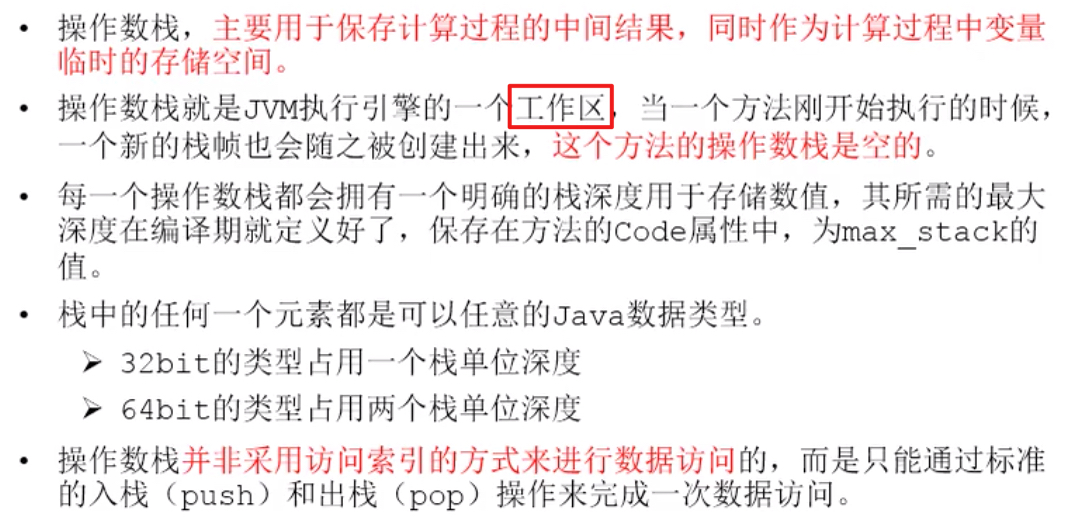 • 操作数栈，主要用于保存计算过程的中间结果，同时作为计算过程中变量
临时的存储空间。
• 操作数栈就是JVM执行引擎的一个工作区，当一个方法刚开始执行的时候，
一个新的栈帧也会随之被创建出来，这个方法的操作数栈是空的。
• 每一个操作数栈都会拥有一个明确的栈深度用于存储数值，其所需的最大
深度在编译期就定义好了，保存在方法的Code属性中，为max_stack的
值。
• 栈中的任何一个元素都是可以任意的Java数据类型。
➢ 32bit的类型占用一个栈单位深度
➢ 64bit的类型占用两个栈单位深度
• 操作数栈并非采用访问索引的方式来进行数据访问的，而是只能通过标准
的入栈（push）和出栈（pop）操作来完成一次数据访问。